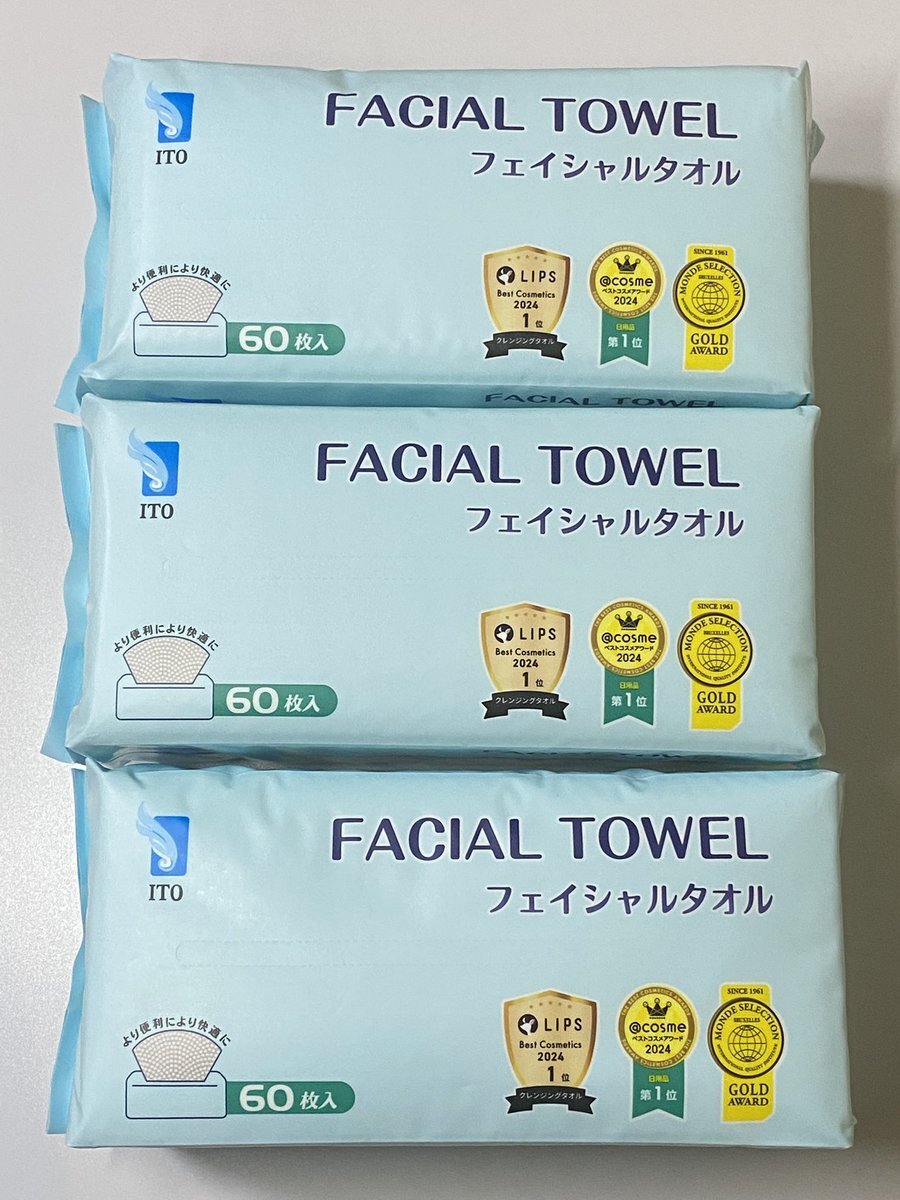 ITO
FACIAL TOWEL
フェイシャルタオル
より便利により快適に
60枚入
LIPS
Best Cosmetics
2024
1位
クレンジングタオル
@cosme
ベストコスメアワード
2024
日用品
第1位
SINCE 1961
MONDE SELECTION
BRUXELLES
GOLD
AWARD
FACIAL TOWEL
ITO
FACIAL TOWEL
フェイシャルタオル
より便利により快適に
60枚入
LIPS
Best Cosmetics
2024
1位
クレンジングタオル
@cosme
ベストコスメアワード
2024
日用品
第1位
SINCE 1961
MONDE SELECTION
BRUXELLES
GOLD
AWARD
ITO
FACIAL TOWEL
フェイシャルタオル
より便利により快適に
60枚入
LIPS
Best Cosmetics
2024
1位
クレンジングタオル
@cosme
ベストコスメアワード
2024
日用品
第1位
SINCE 1961
MONDE SELECTION
BRUXELLES
GOLD
AWARD